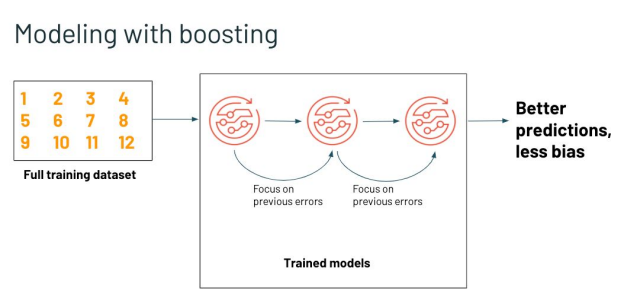 Modeling with boosting
1 2 3 4
5 6 7 8
9 10 11 12
Full training dataset
Focus on
previous errors
Focus on
previous errors
Trained models
Better
predictions,
less bias